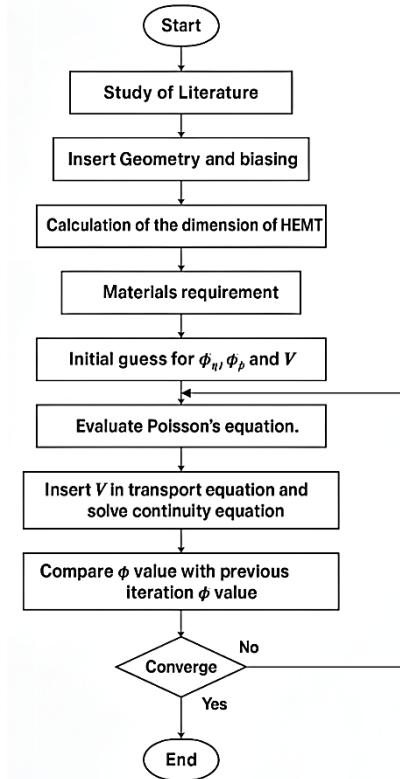 Start
Study of Literature
Insert Geometry and biasing
Calculation of the dimension of HEMT
Materials requirement
Initial guess for ϕη, ϕp and V
Evaluate Poisson's equation.
Insert V in transport equation and
solve continuity equation
Compare ϕ value with previous
iteration ϕ value
Converge
No
Yes
End